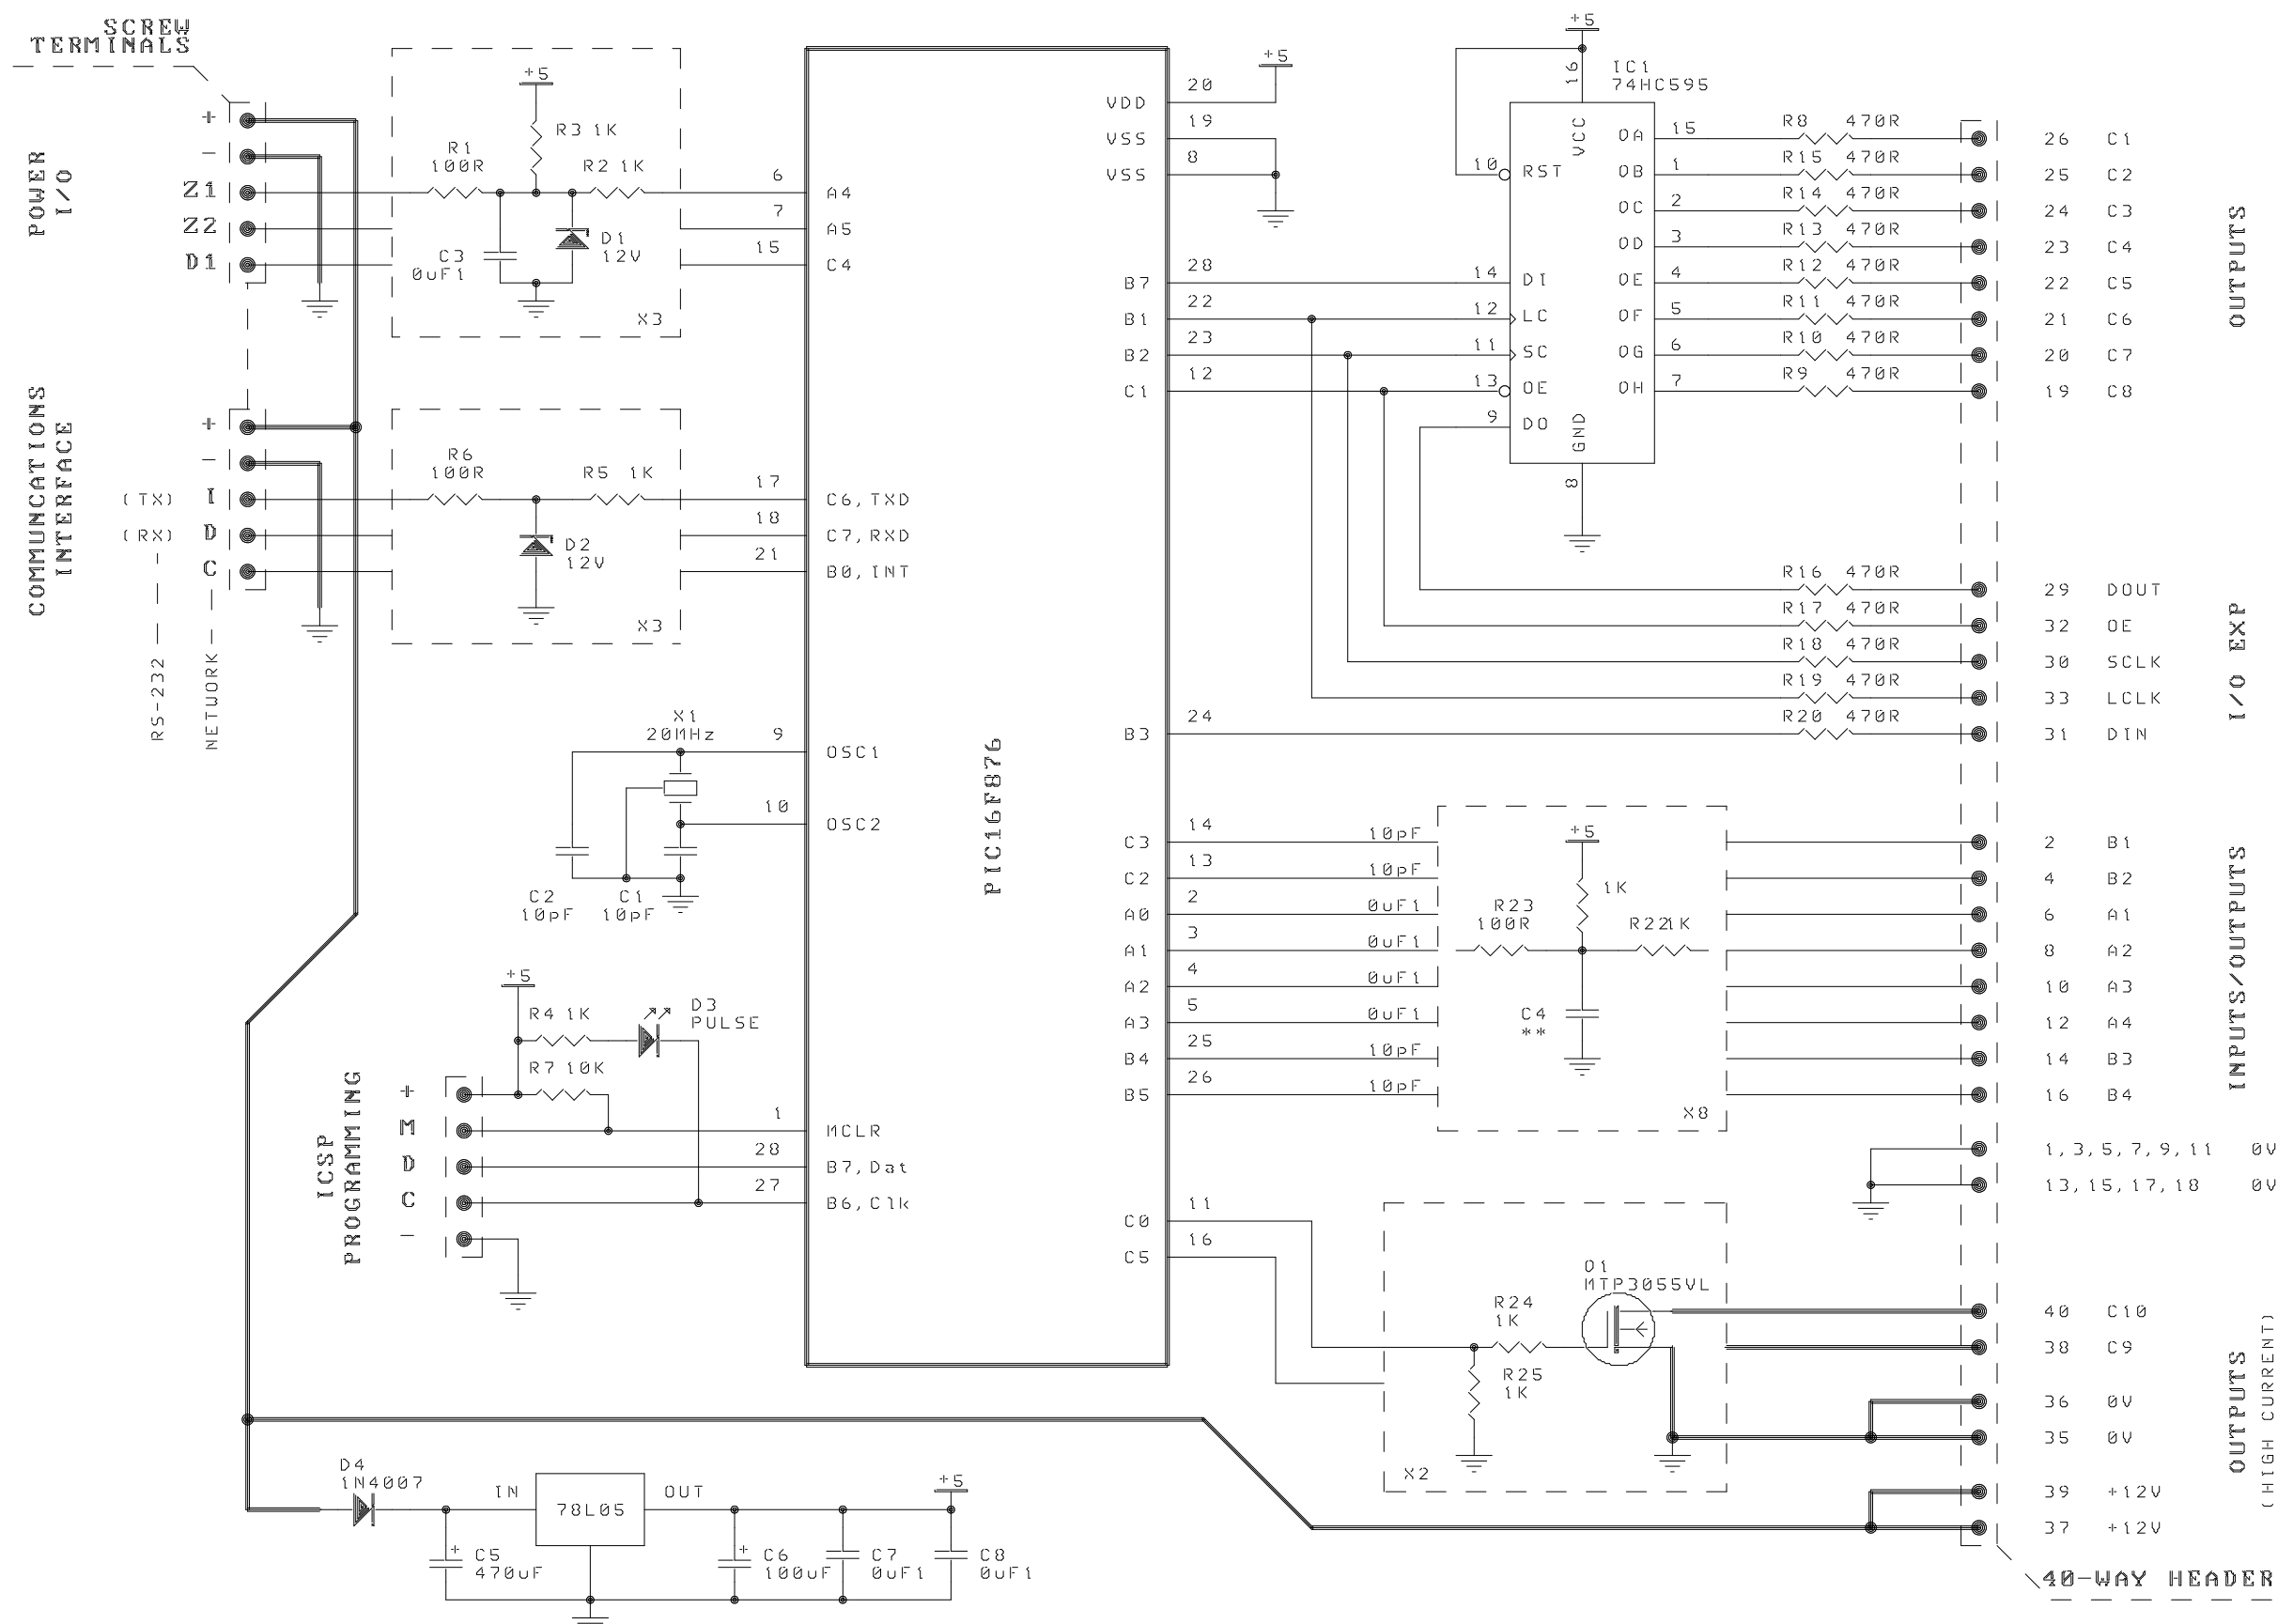 SCREW
TERMINALS
POWER
I/O
+
-
Z1
Z2
D1
+5
R3 1K
R1
100R
R2 1K
C3
0uF1
D1
12V
X3
6
7
15
A4
A5
C4
COMMUNCATIONS
INTERFACE
+
-
(TX) I
(RX) D
C
RS-232
NETWORK
R6
100R
R5 1K
D2
12V
X3
17
18
21
C6,TXD
C7,RXD
B0,INT
X1
20MHz
9
10
OSC1
OSC2
C2
10pF
C1
10pF
PIC16F876
ICSP
PROGRAMMING
+
M
D
C
-
+5
R4 1K
R7 10K
D3
PULSE
1
28
27
MCLR
B7,Dat
B6,Clk
D4
1N4007
IN
78L05
OUT
+5
+
C5
470uF
+
C6
100uF
C7
0uF1
C8
0uF1
VDD 20
VSS 19
VSS 8
+5
B7 28
B1 22
B2 23
C1 12
B3 24
C3 14 10pF
C2 13 10pF
A0 2 0uF1
A1 3 0uF1
A2 4 0uF1
A3 5 0uF1
B4 25 10pF
B5 26 10pF
C0 11
C5 16
+5
16
IC1
74HC595
VCC
GND
8
10 RST
14 DI
12 LC
11 SC
13 OE
9 DO
OA 15
OB 1
OC 2
OD 3
OE 4
OF 5
OG 6
OH 7
R8 470R
R15 470R
R14 470R
R13 470R
R12 470R
R11 470R
R10 470R
R9 470R
26 C1
25 C2
24 C3
23 C4
22 C5
21 C6
20 C7
19 C8
OUTPUTS
R16 470R
R17 470R
R18 470R
R19 470R
R20 470R
29 DOUT
32 OE
30 SCLK
33 LCLK
31 DIN
I/O EXP
+5
1K
R23
100R
R22 1K
C4
**
X8
2 B1
4 B2
6 A1
8 A2
10 A3
12 A4
14 B3
16 B4
INPUTS/OUTPUTS
1,3,5,7,9,11 0V
13,15,17,18 0V
Q1
MTP3055VL
R24
1K
R25
1K
X2
40 C10
38 C9
36 0V
35 0V
39 +12V
37 +12V
OUTPUTS
(HIGH CURRENT)
40-WAY HEADER